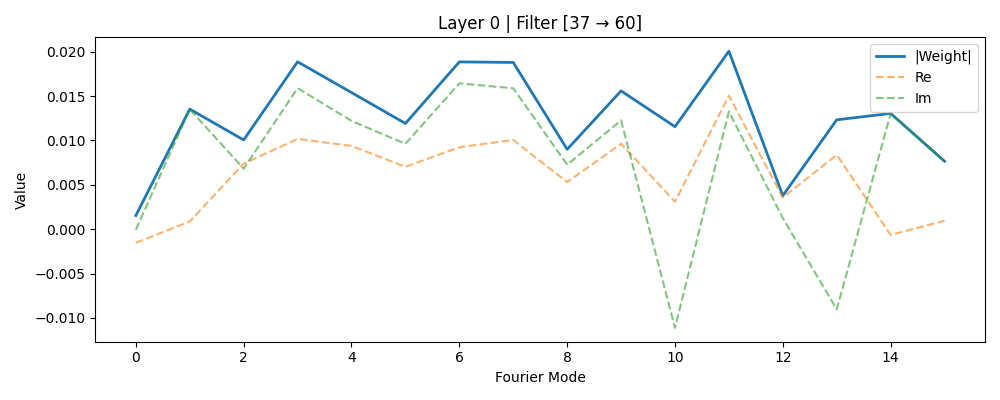 Layer 0 | Filter [37 → 60]
|Weight|
Re
Im
Value
0.020
0.015
0.010
0.005
0.000
−0.005
−0.010
0 2 4 6 8 10 12 14
Fourier Mode